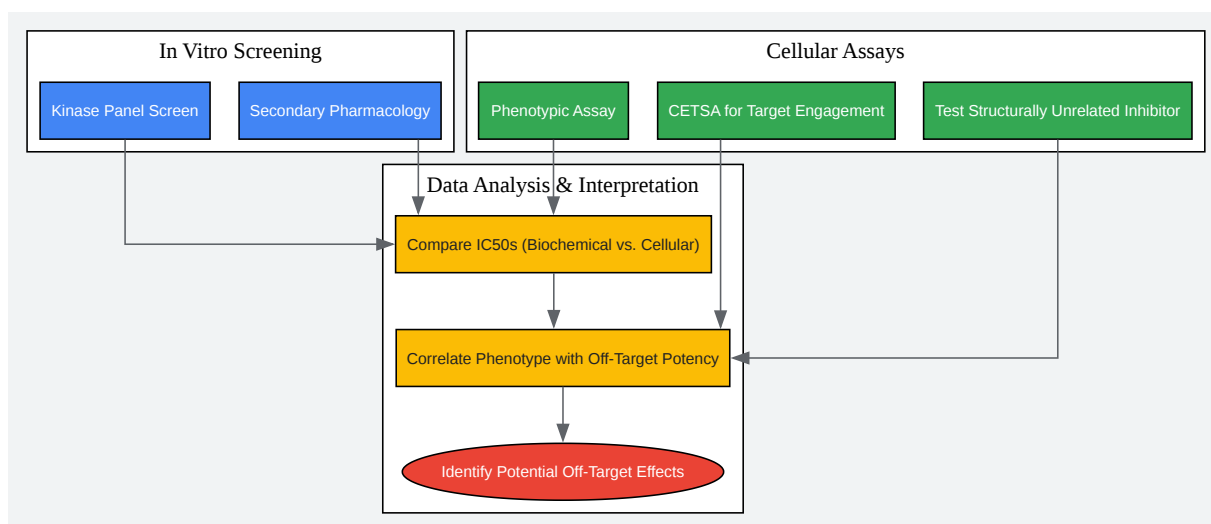 In Vitro Screening
Cellular Assays
Kinase Panel Screen
Secondary Pharmacology
Phenotypic Assay
CETSA for Target Engagement
Test Structurally Unrelated Inhibitor
Data Analysis & Interpretation
Compare IC50s (Biochemical vs. Cellular)
Correlate Phenotype with Off-Target Potency
Identify Potential Off-Target Effects